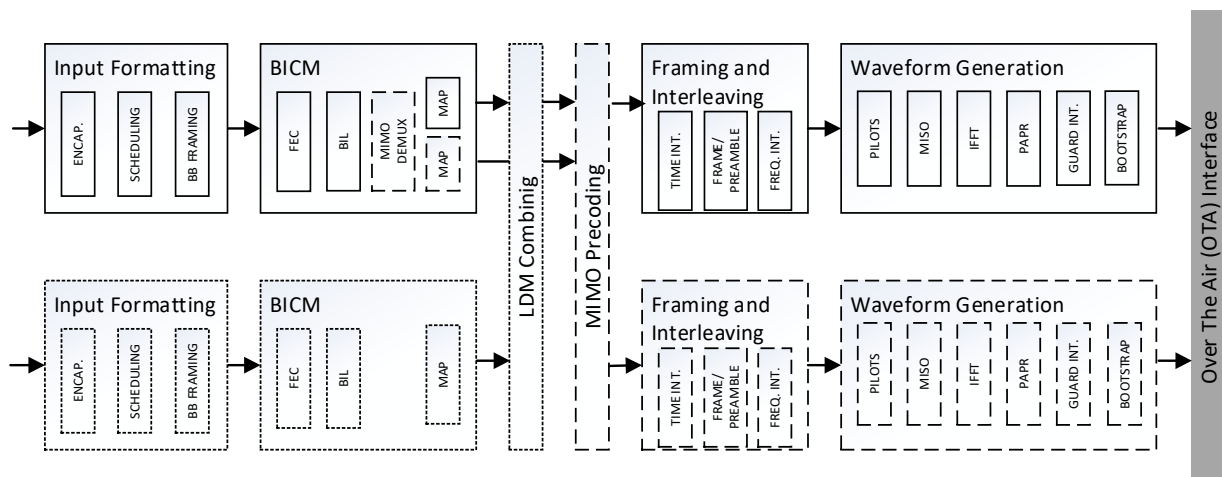 Input Formatting
ENCAP.
SCHEDULING
BB FRAMING
BICM
FEC
BIL
MIMO
DEMUX
MAP
MAP
LDM Combining
MIMO Precoding
Framing and
Interleaving
TIME INT.
FRAME/
PREAMBLE
FREQ. INT.
Waveform Generation
PILOTS
MISO
IFFT
PAPR
GUARD INT.
BOOTSTRAP
Over The Air (OTA) Interface
Input Formatting
ENCAP.
SCHEDULING
BB FRAMING
BICM
FEC
BIL
MAP
Framing and
Interleaving
TIME INT.
FRAME/
PREAMBLE
FREQ. INT.
Waveform Generation
PILOTS
MISO
IFFT
PAPR
GUARD INT.
BOOTSTRAP